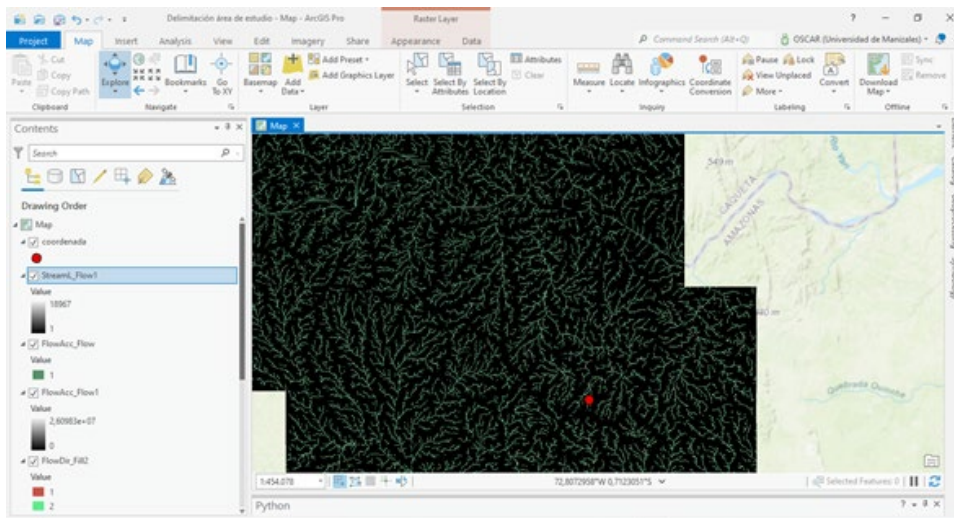 Delimitación área de estudio - Map - ArcGIS Pro
Raster Layer
?
Project Map Insert Analysis View Edit Imagery Share Appearance Data
Command Search (Alt+Q)
OSCAR (Universidad de Manizales)
Paste
Cut
Copy
Copy Path
Clipboard
Explore
Bookmarks
Go To XY
Navigate
Basemap
Add Data
Add Preset
Add Graphics Layer
Layer
Select
Select By Attributes
Select By Location
Attributes
Clear
Selection
Measure
Locate
Infographics
Coordinate Conversion
Inquiry
Pause
Lock
View Unplaced
More
Convert
Labeling
Download Map
Sync
Remove
Offline
Contents
Search
Drawing Order
Map
coordenada
StreamL_Flow1
Value
18967
1
FlowAcc_Flow
Value
1
FlowAcc_Flow1
Value
2,60983e+07
0
FlowDir_Fill2
Value
1
2
Map
549 m
CAQUETA
AMAZONAS
Rio Yari
Quebrada
1:454.078
72,8072958°W 0,7123051°S
Selected Features: 0
Python
?